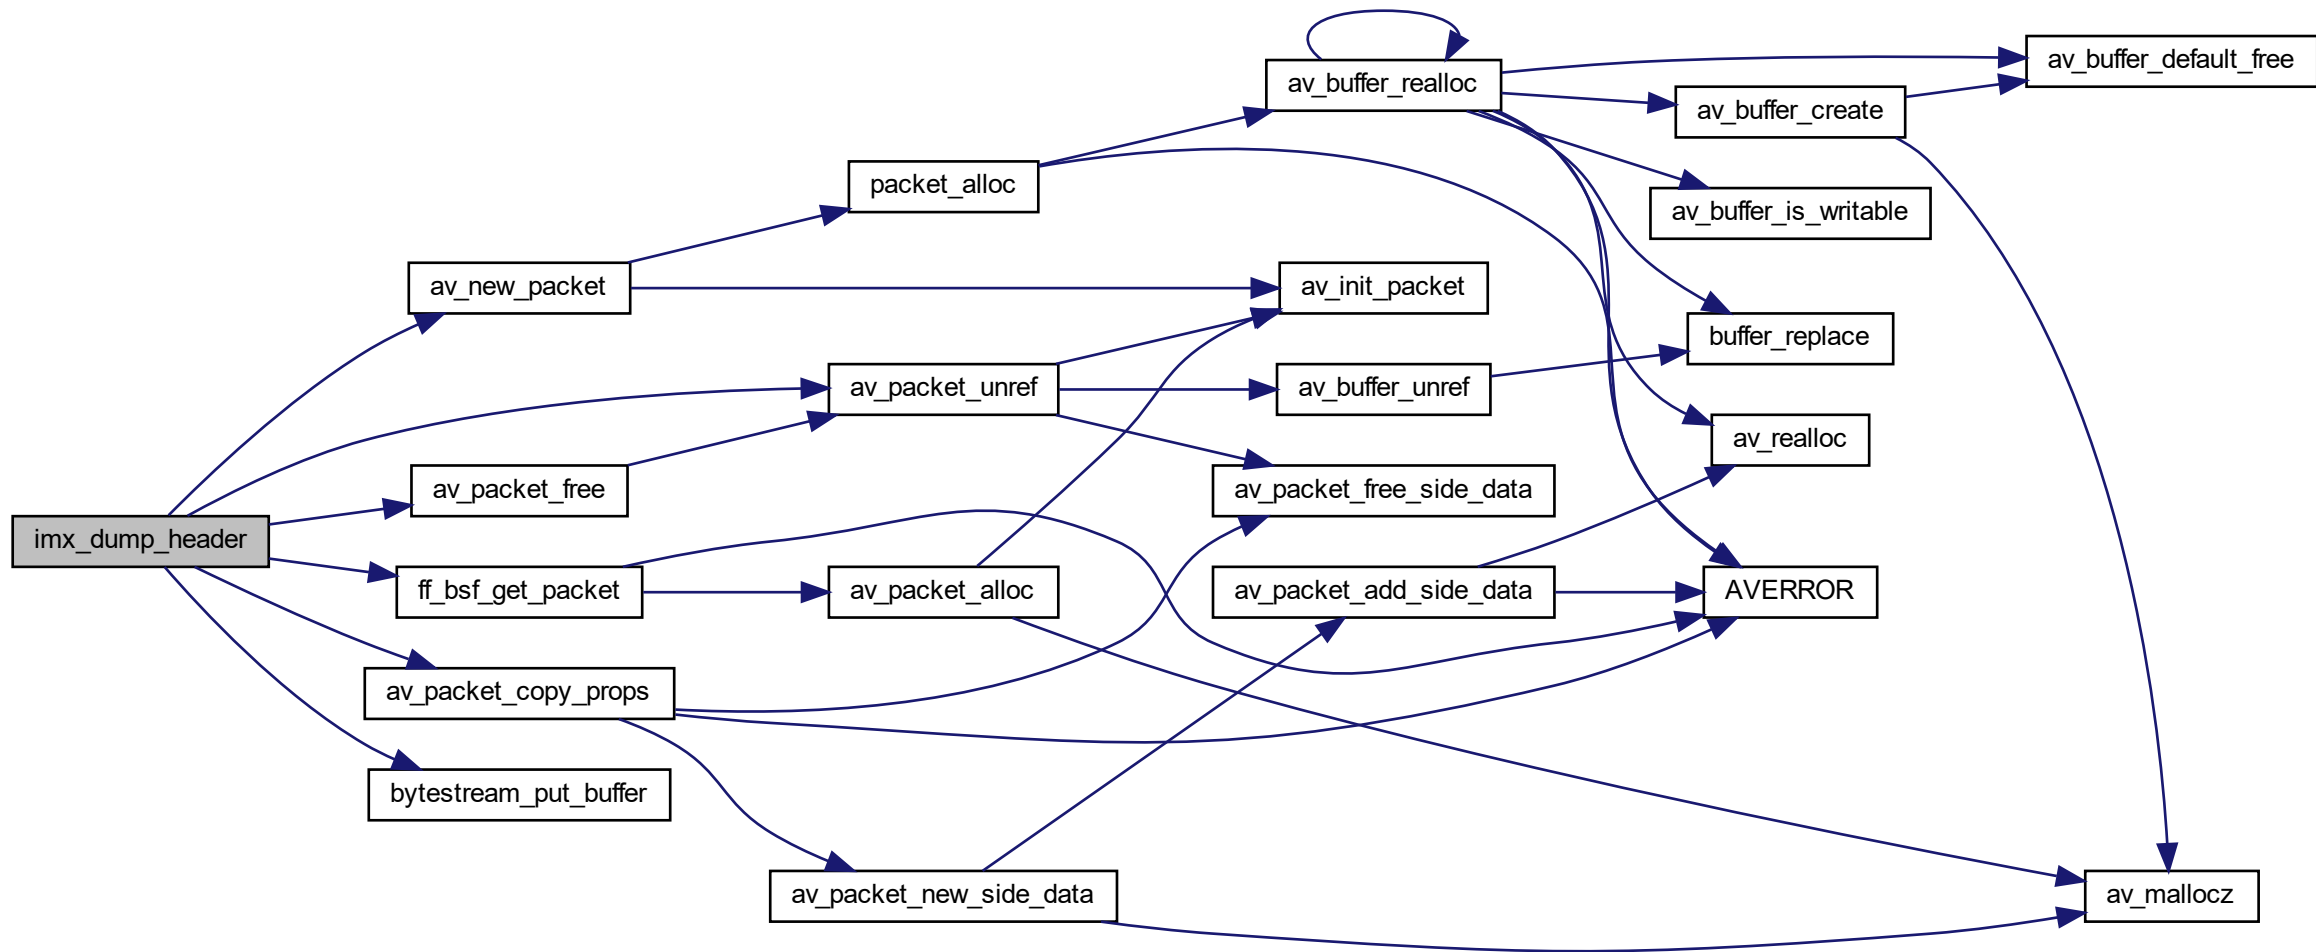 imx_dump_header
av_new_packet
packet_alloc
av_buffer_realloc
av_buffer_default_free
av_buffer_create
av_buffer_is_writable
av_init_packet
buffer_replace
av_packet_unref
av_buffer_unref
av_realloc
av_packet_free
av_packet_free_side_data
ff_bsf_get_packet
av_packet_alloc
av_packet_add_side_data
AVERROR
av_packet_copy_props
bytestream_put_buffer
av_packet_new_side_data
av_mallocz